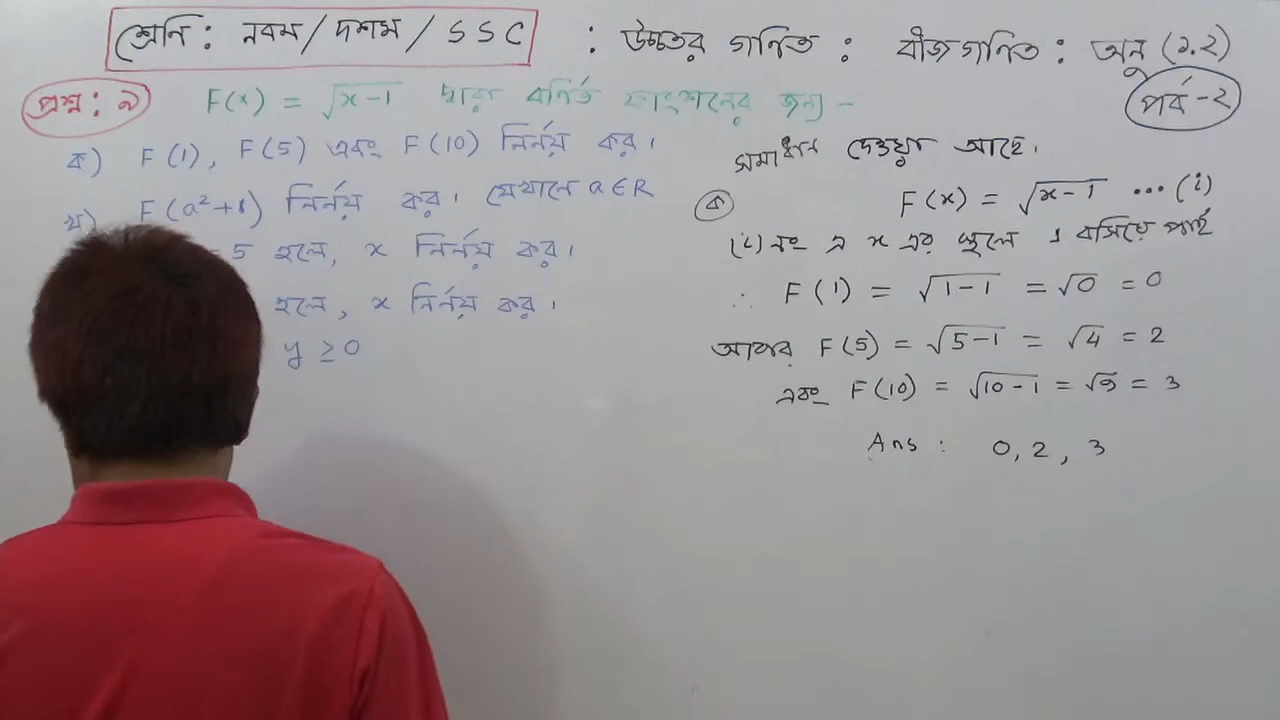 শ্রেনি : নবম / দশম / SSC : উচ্চতর গনিত : বীজগনিত : অনু (১.২)
পর্ব -২
প্রশ্ন : ৯ F(x) = √(x-1) দ্বারা বর্নিত ফাংশনের জন্য -
ক) F(1), F(5) এবং F(10) নির্নয় কর।
খ) F(a²+1) নির্নয় কর। যেখানে a∈R
5 হলে, x নির্নয় কর।
হলে, x নির্নয় কর।
y ≥ 0
সমাধান দেওয়া আছে।
ক F(x) = √(x-1) ... (i)
(i) নং এ x এর স্থলে 1 বসিয়ে পাই
∴ F(1) = √(1-1) = √0 = 0
আবার F(5) = √(5-1) = √4 = 2
এবং F(10) = √(10-1) = √9 = 3
Ans : 0, 2, 3